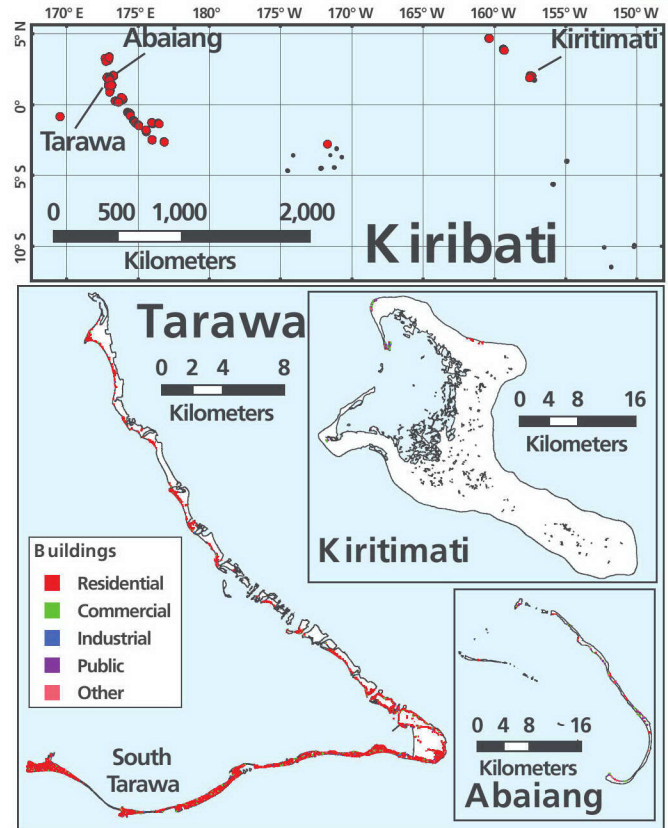 170° E 175° E 180° 175° W 170° W 165° W 160° W 155° W 150° W
5° N
Abaiang
Kiritimati
0°
Tarawa
5° S
0 500 1,000 2,000
Kiribati
10° S
Kilometers
Tarawa
0 2 4 8
Kilometers
0 4 8 16
Kilometers
Kiritimati
Buildings
Residential
Commercial
Industrial
Public
Other
South
Tarawa
0 4 8 16
Kilometers
Abaiang